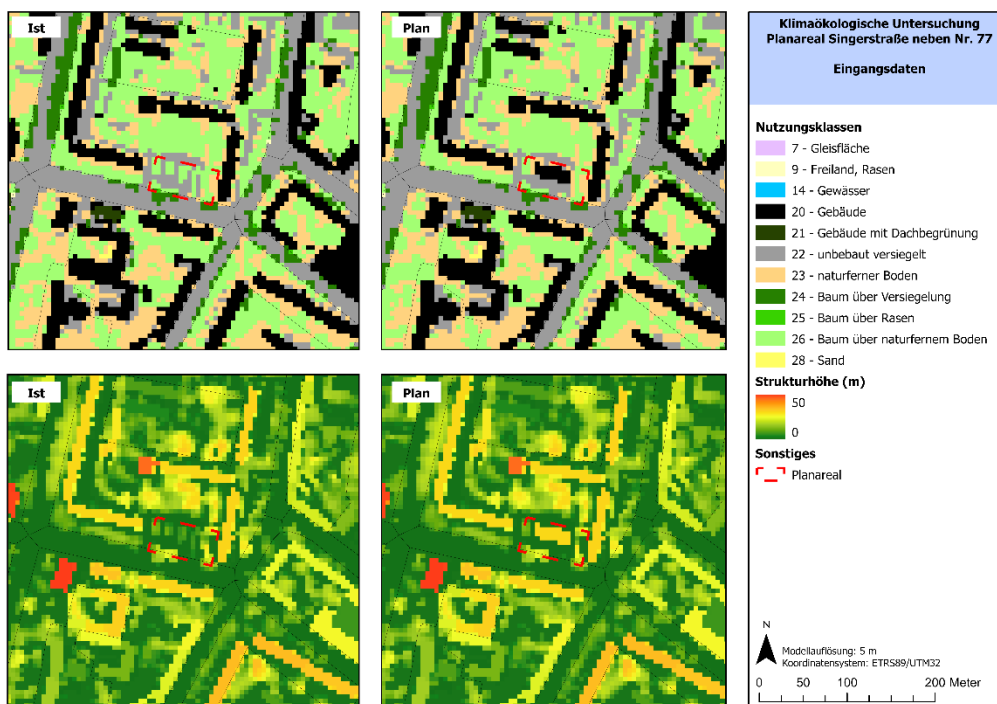 Ist
Plan
Klimaökologische Untersuchung
Planareal Singerstraße neben Nr. 77
Eingangsdaten
Nutzungsklassen
7 - Gleisfläche
9 - Freiland, Rasen
14 - Gewässer
20 - Gebäude
21 - Gebäude mit Dachbegrünung
22 - unbebaut versiegelt
23 - naturferner Boden
24 - Baum über Versiegelung
25 - Baum über Rasen
26 - Baum über naturfernem Boden
28 - Sand
Strukturhöhe (m)
50
0
Sonstiges
Planareal
Ist
Plan
N
Modellauflösung: 5 m
Koordinatensystem: ETRS89/UTM32
0 50 100 200 Meter